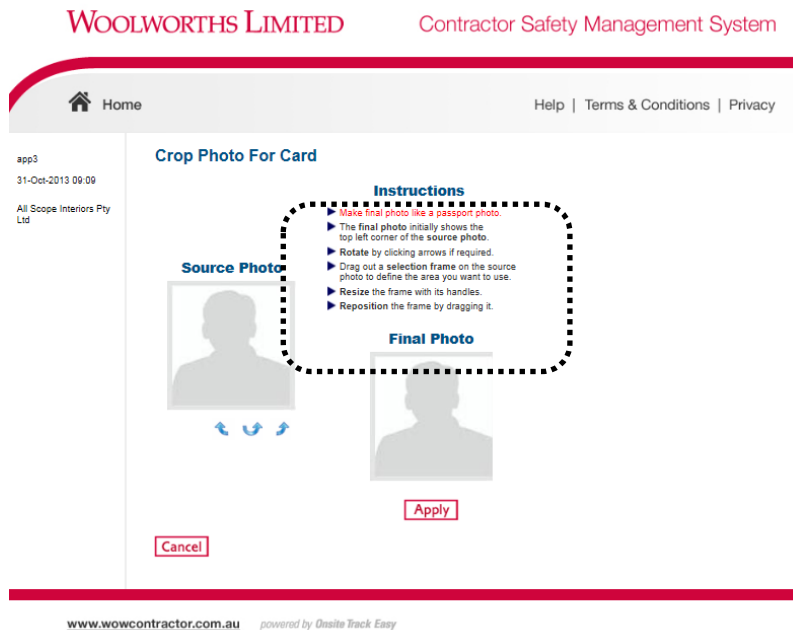 WOOLWORTHS LIMITED
Contractor Safety Management System
Home
Help | Terms & Conditions | Privacy
app3
31-Oct-2013 09:09
All Scope Interiors Pty
Ltd
Crop Photo For Card
Instructions
Make final photo like a passport photo.
The final photo initially shows the
top left corner of the source photo.
Rotate by clicking arrows if required.
Drag out a selection frame on the source
photo to define the area you want to use.
Resize the frame with its handles.
Reposition the frame by dragging it.
Source Photo
Final Photo
Apply
Cancel
www.wowcontractor.com.au powered by Onsite Track Easy